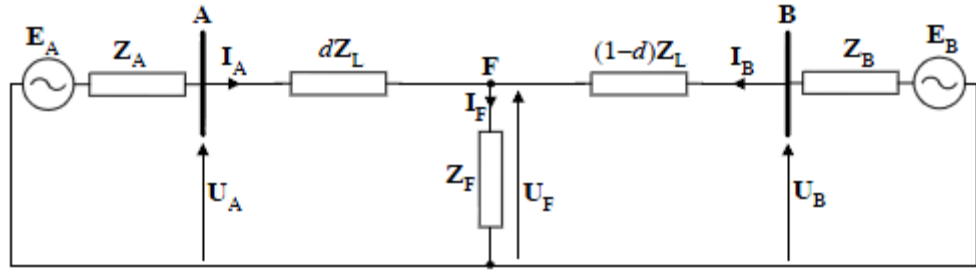 A
B
E_A
Z_A
I_A
dZ_L
F
(1–d)Z_L
I_B
Z_B
E_B
I_F
Z_F
U_A
U_F
U_B